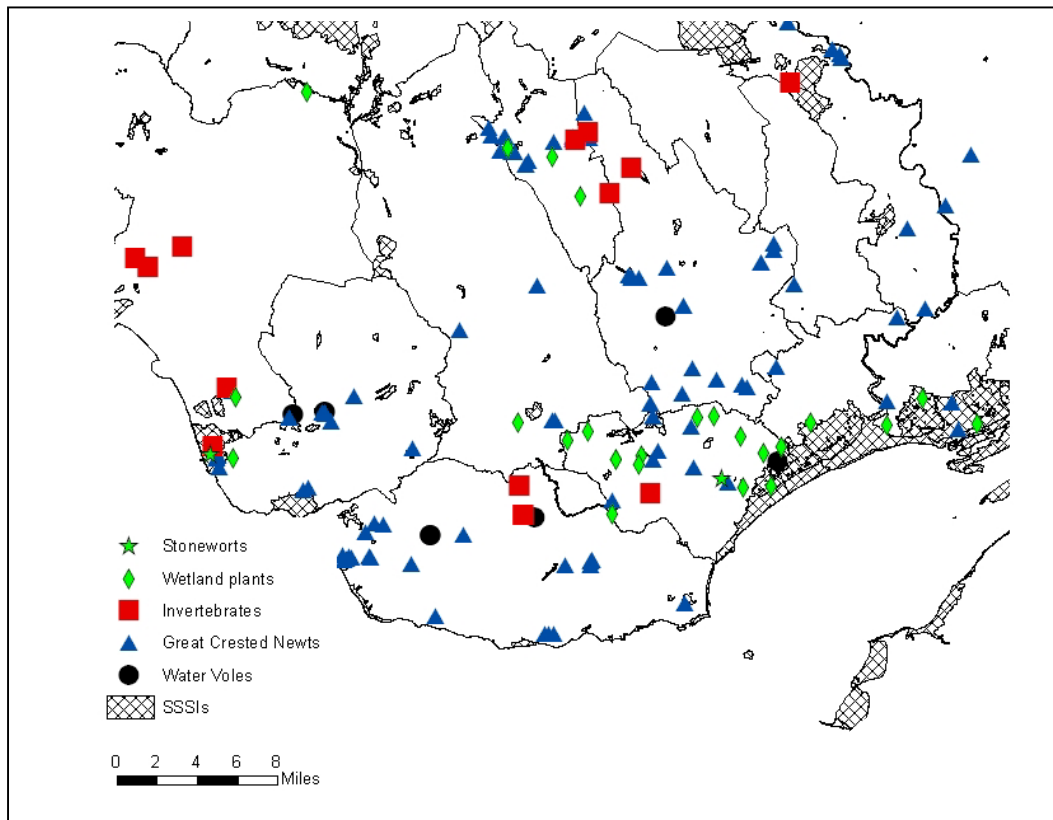 Stoneworts
Wetland plants
Invertebrates
Great Crested Newts
Water Voles
SSSIs
0 2 4 6 8
Miles